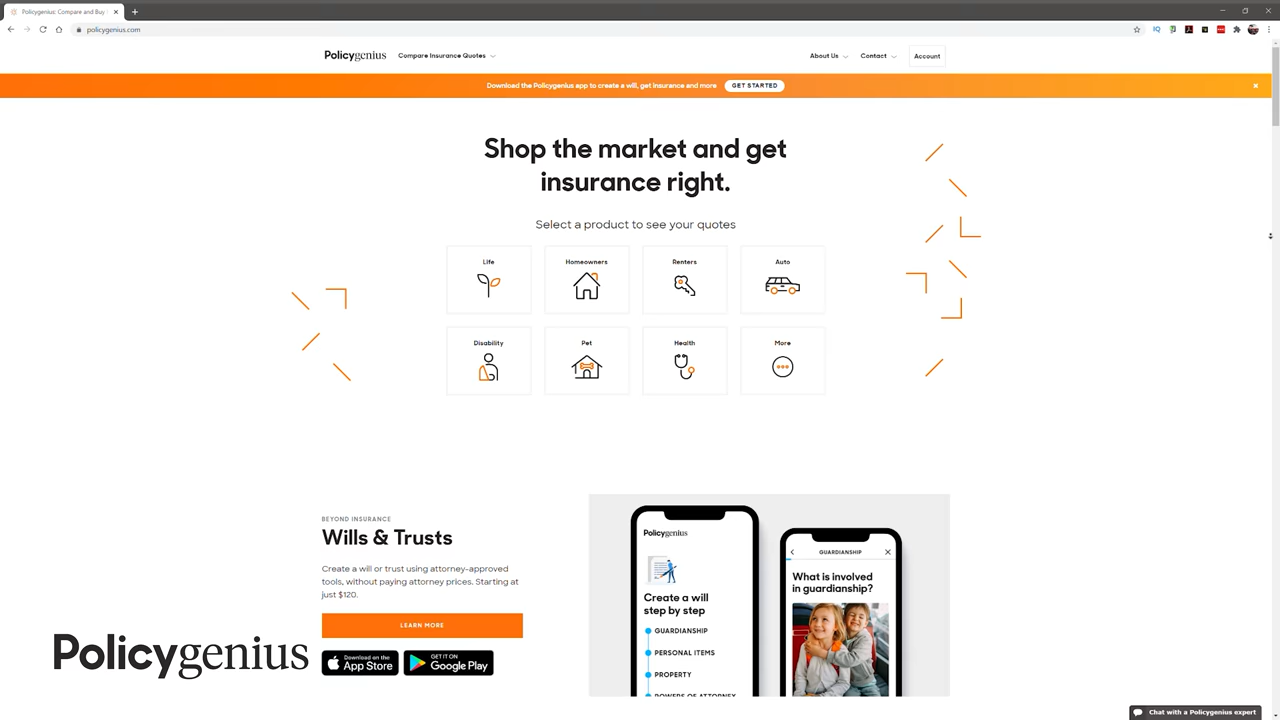 Policygenius: Compare and Buy
policygenius.com
Policygenius
Compare Insurance Quotes
About Us
Contact
Account
Download the Policygenius app to create a will, get insurance and more
GET STARTED
Shop the market and get
insurance right.
Select a product to see your quotes
Life
Homeowners
Renters
Auto
Disability
Pet
Health
More
BEYOND INSURANCE
Wills & Trusts
Create a will or trust using attorney-approved
tools, without paying attorney prices. Starting at
just $120.
LEARN MORE
Download on the
App Store
GET IT ON
Google Play
Policygenius
Policygenius
Create a will
step by step
GUARDIANSHIP
PERSONAL ITEMS
PROPERTY
POWERS OF ATTORNEY
GUARDIANSHIP
What is involved
in guardianship?
Chat with a Policygenius expert